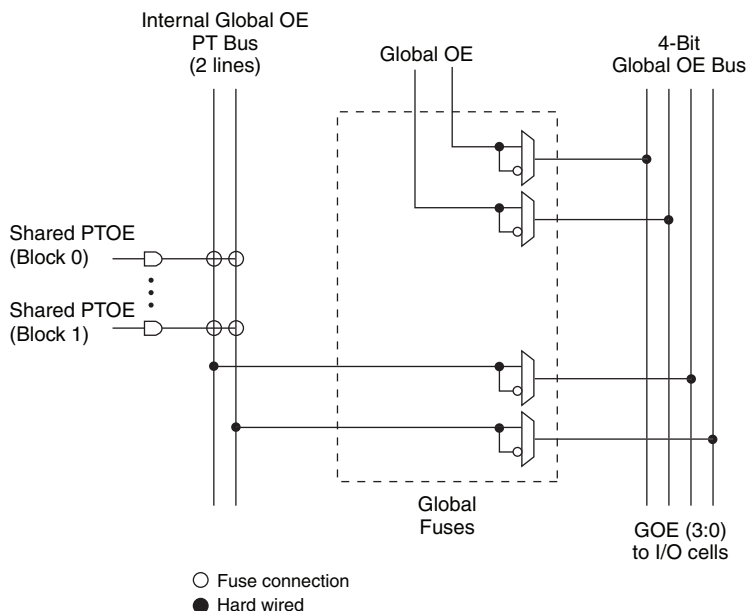 Internal Global OE
PT Bus
(2 lines)
Global OE
4-Bit
Global OE Bus
Shared PTOE
(Block 0)
Shared PTOE
(Block 1)
Global
Fuses
GOE (3:0)
to I/O cells
Fuse connection
Hard wired